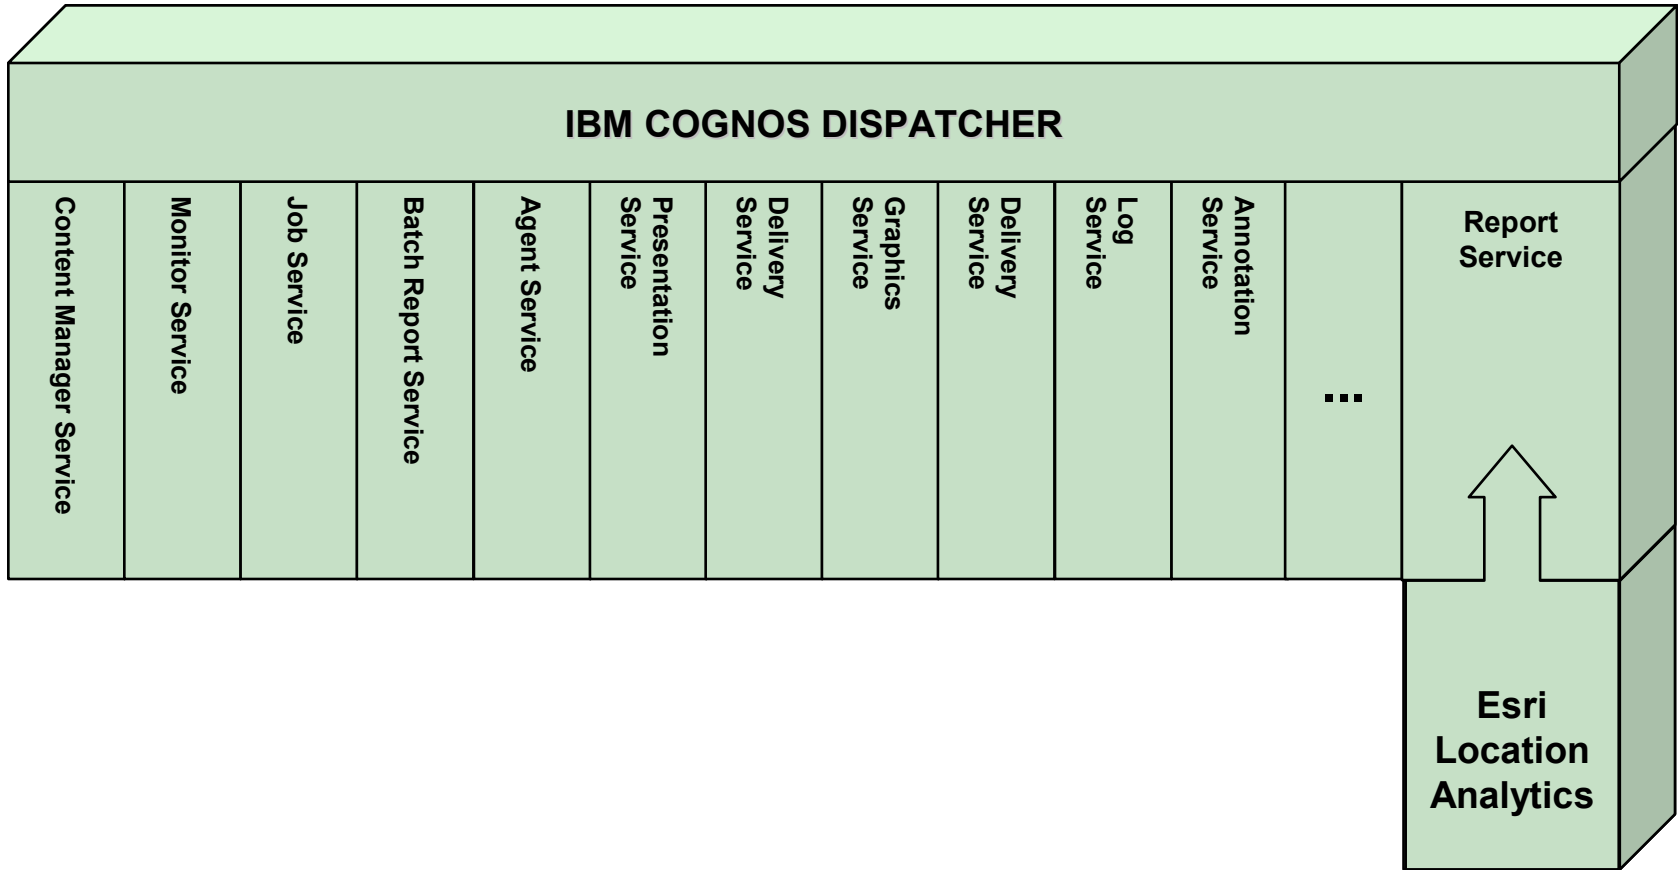 IBM COGNOS DISPATCHER
Content Manager Service
Monitor Service
Job Service
Batch Report Service
Agent Service
Presentation
Service
Delivery
Service
Graphics
Service
Delivery
Service
Log
Service
Annotation
Service
...
Report
Service
Esri
Location
Analytics